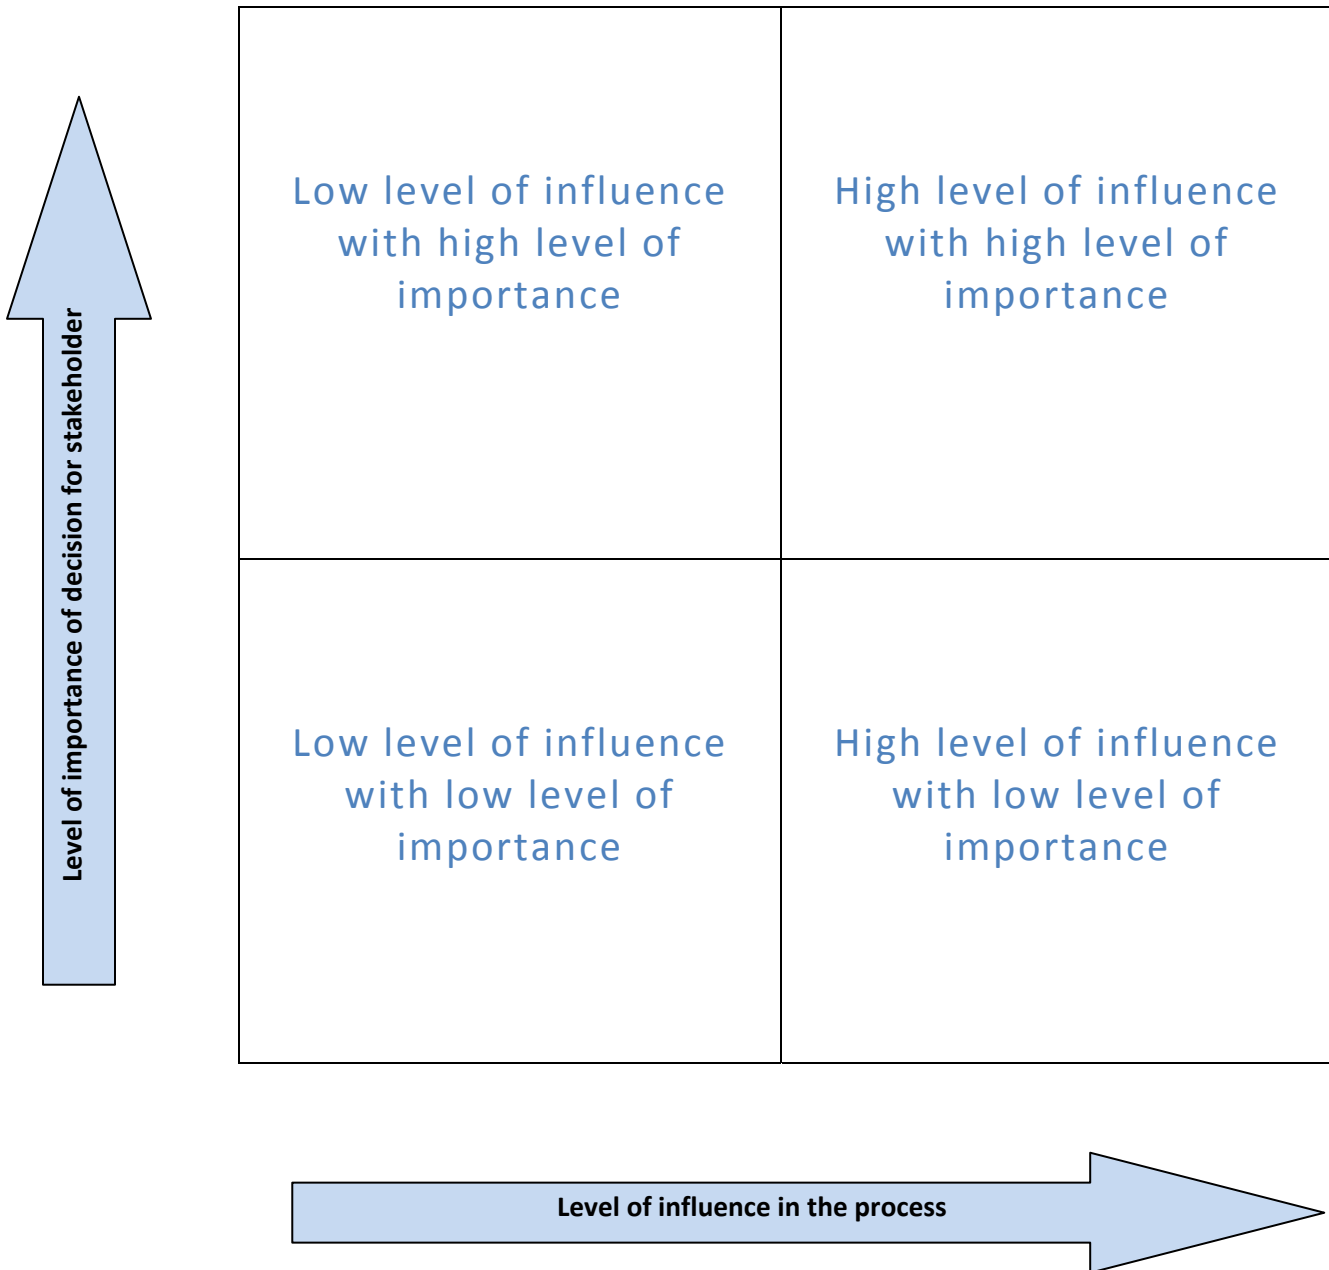 Low level of influence
with high level of
importance
High level of influence
with high level of
importance
Level of importance of decision for stakeholder
Low level of influence
with low level of
importance
High level of influence
with low level of
importance
Level of influence in the process